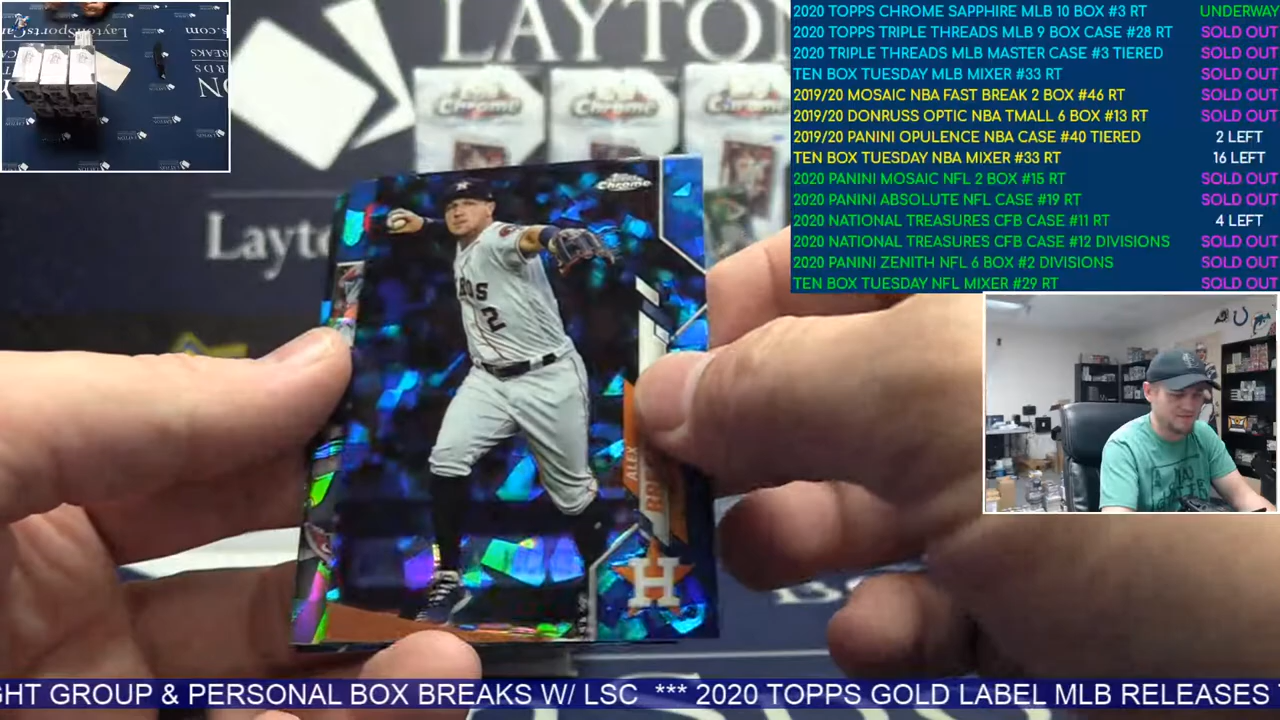 LAYTON
LaytonSportsCa
s.com
BREAKS
Layto
Chrome
Chrome
Chrome
Chrome
ROS
2
ALEX
H
2020 TOPPS CHROME SAPPHIRE MLB 10 BOX #3 RT UNDERWAY
2020 TOPPS TRIPLE THREADS MLB 9 BOX CASE #28 RT SOLD OUT
2020 TRIPLE THREADS MLB MASTER CASE #3 TIERED SOLD OUT
TEN BOX TUESDAY MLB MIXER #33 RT SOLD OUT
2019/20 MOSAIC NBA FAST BREAK 2 BOX #46 RT SOLD OUT
2019/20 DONRUSS OPTIC NBA TMALL 6 BOX #13 RT SOLD OUT
2019/20 PANINI OPULENCE NBA CASE #40 TIERED 2 LEFT
TEN BOX TUESDAY NBA MIXER #33 RT 16 LEFT
2020 PANINI MOSAIC NFL 2 BOX #15 RT SOLD OUT
2020 PANINI ABSOLUTE NFL CASE #19 RT SOLD OUT
2020 NATIONAL TREASURES CFB CASE #11 RT 4 LEFT
2020 NATIONAL TREASURES CFB CASE #12 DIVISIONS SOLD OUT
2020 PANINI ZENITH NFL 6 BOX #2 DIVISIONS SOLD OUT
TEN BOX TUESDAY NFL MIXER #29 RT SOLD OUT
GHT GROUP & PERSONAL BOX BREAKS W/ LSC *** 2020 TOPPS GOLD LABEL MLB RELEASES